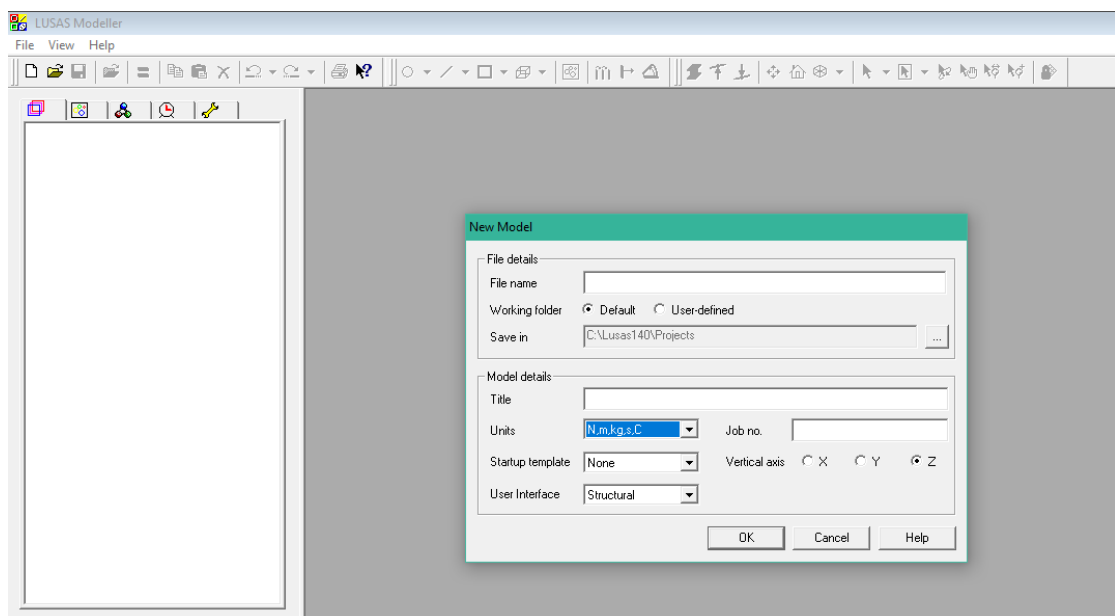 LUSAS Modeller
File View Help
New Model
File details
File name
Working folder Default User-defined
Save in C:\Lusas140\Projects ...
Model details
Title
Units N,m,kg,s,C Job no.
Startup template None Vertical axis X Y Z
User Interface Structural
OK Cancel Help